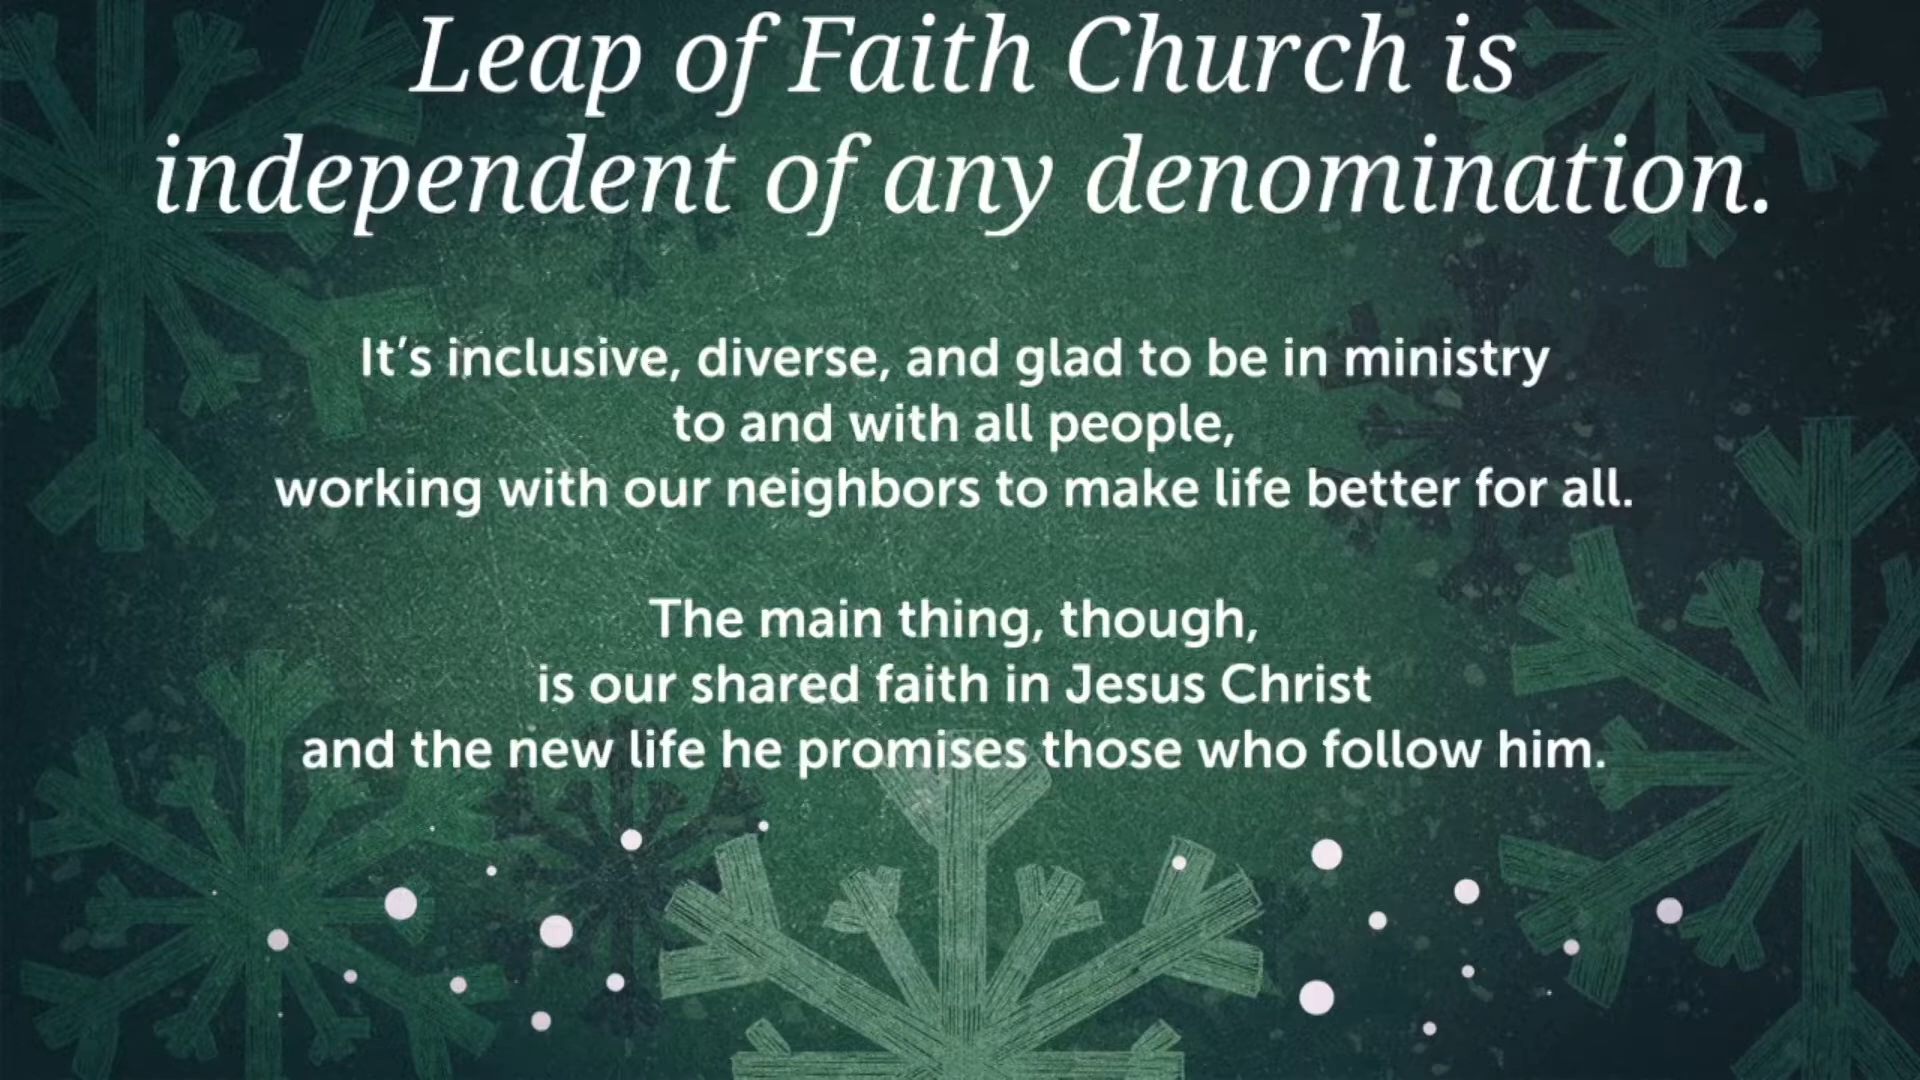 Leap of Faith Church is
independent of any denomination.
It’s inclusive, diverse, and glad to be in ministry
to and with all people,
working with our neighbors to make life better for all.
The main thing, though,
is our shared faith in Jesus Christ
and the new life he promises those who follow him.